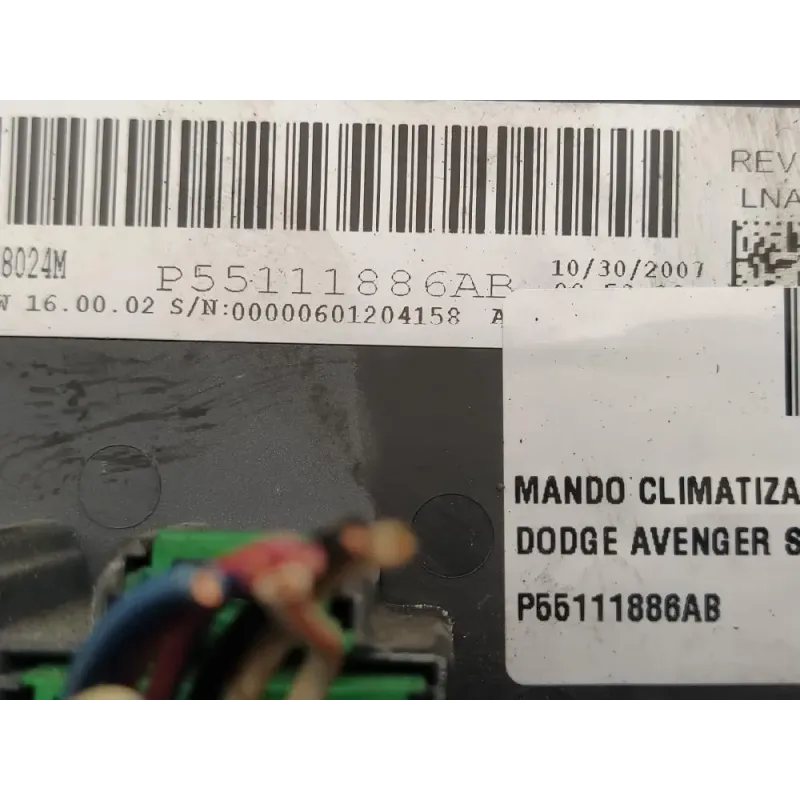 REV
LNA
8024M P55111886AB 10/30/2007
W 16.00.02 S/N:00000601204158 A
MANDO CLIMATIZA
DODGE AVENGER S
P55111886AB